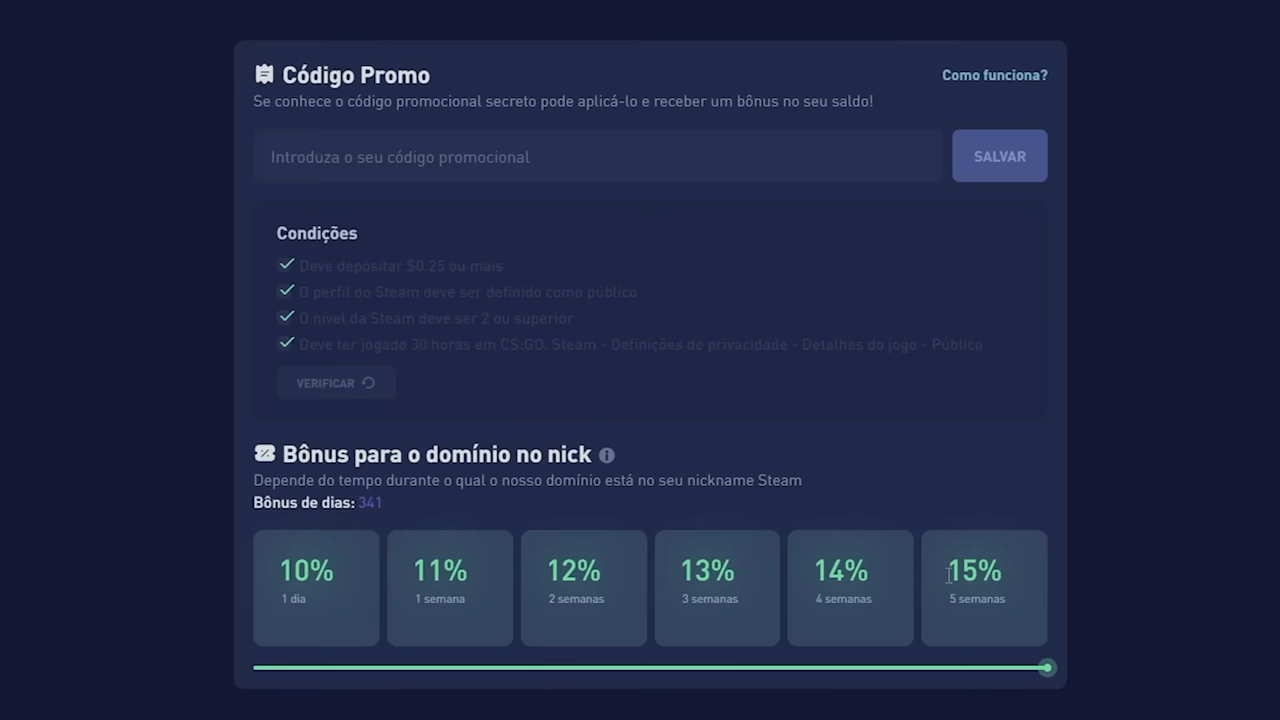 Código Promo
Como funciona?
Se conhece o código promocional secreto pode aplicá-lo e receber um bônus no seu saldo!
Introduza o seu código promocional
SALVAR
Condições
Deve depositar $0.25 ou mais
O perfil do Steam deve ser definido como público
O nível da Steam deve ser 2 ou superior
Deve ter jogado 30 horas em CS:GO. Steam - Definições de privacidade - Detalhes do jogo - Público
VERIFICAR
Bônus para o domínio no nick
Depende do tempo durante o qual o nosso domínio está no seu nickname Steam
Bônus de dias: 341
10%
1 dia
11%
1 semana
12%
2 semanas
13%
3 semanas
14%
4 semanas
15%
5 semanas